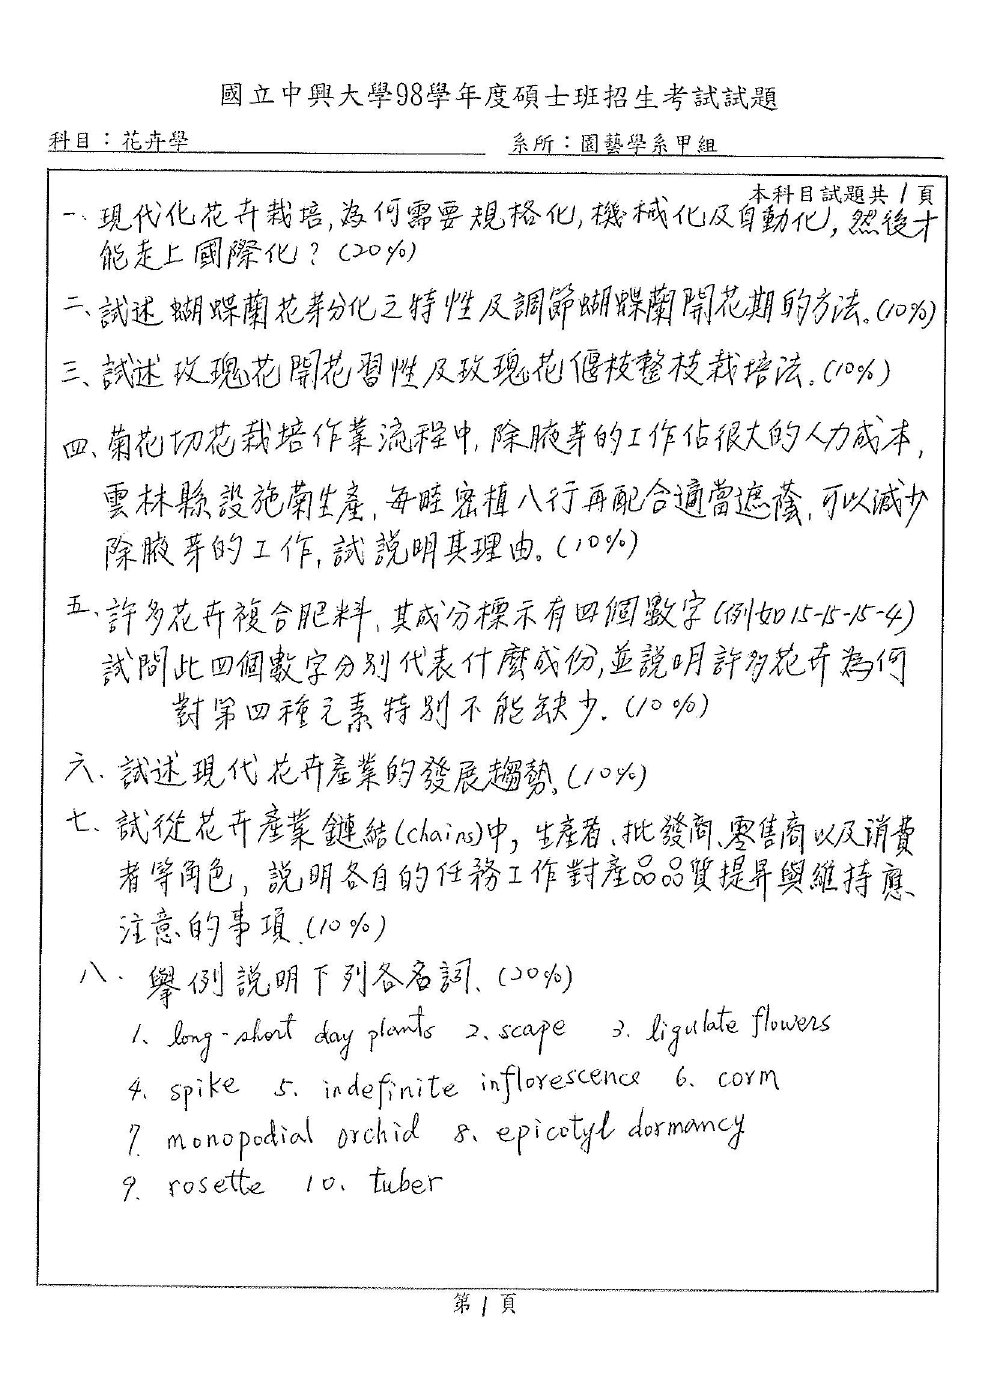 國立中興大學98學年度碩士班招生考試試題
科目：花卉學 系所：園藝學系甲組
本科目試題共1頁
一、現代化花卉栽培,為何需要規格化,機械化及自動化,然後才
能走上國際化?(20%)
二、試述蝴蝶蘭花芽分化之特性及調節蝴蝶蘭開花期的方法。(10%)
三、試述玫瑰花開花習性及玫瑰花偃枝整枝栽培法。(10%)
四、菊花切花栽培作業流程中,除腋芽的工作佔很大的人力成本,
雲林縣設施菊生產,每畦密植八行再配合適當遮蔭,可以減少
除腋芽的工作,試說明其理由。(10%)
五、許多花卉複合肥料、其成分標示有四個數字(例如15-15-15-4)
試問此四個數字分別代表什麼成份,並說明許多花卉為何
對第四種元素特別不能缺少.(10%)
六、試述現代花卉產業的發展趨勢。(10%)
七、試從花卉產業鏈結(chains)中,生產者、批發商、零售商以及消費
者等角色,說明各自的任務工作對產品品質提昇與維持應
注意的事項.(10%)
八、舉例說明下列各名詞、(20%)
1、long-short day plants 2、scape 3、ligulate flowers
4、spike 5、indefinite inflorescence 6、corm
7、monopodial orchid 8、epicotyl dormancy
9、rosette 10、tuber
第1頁